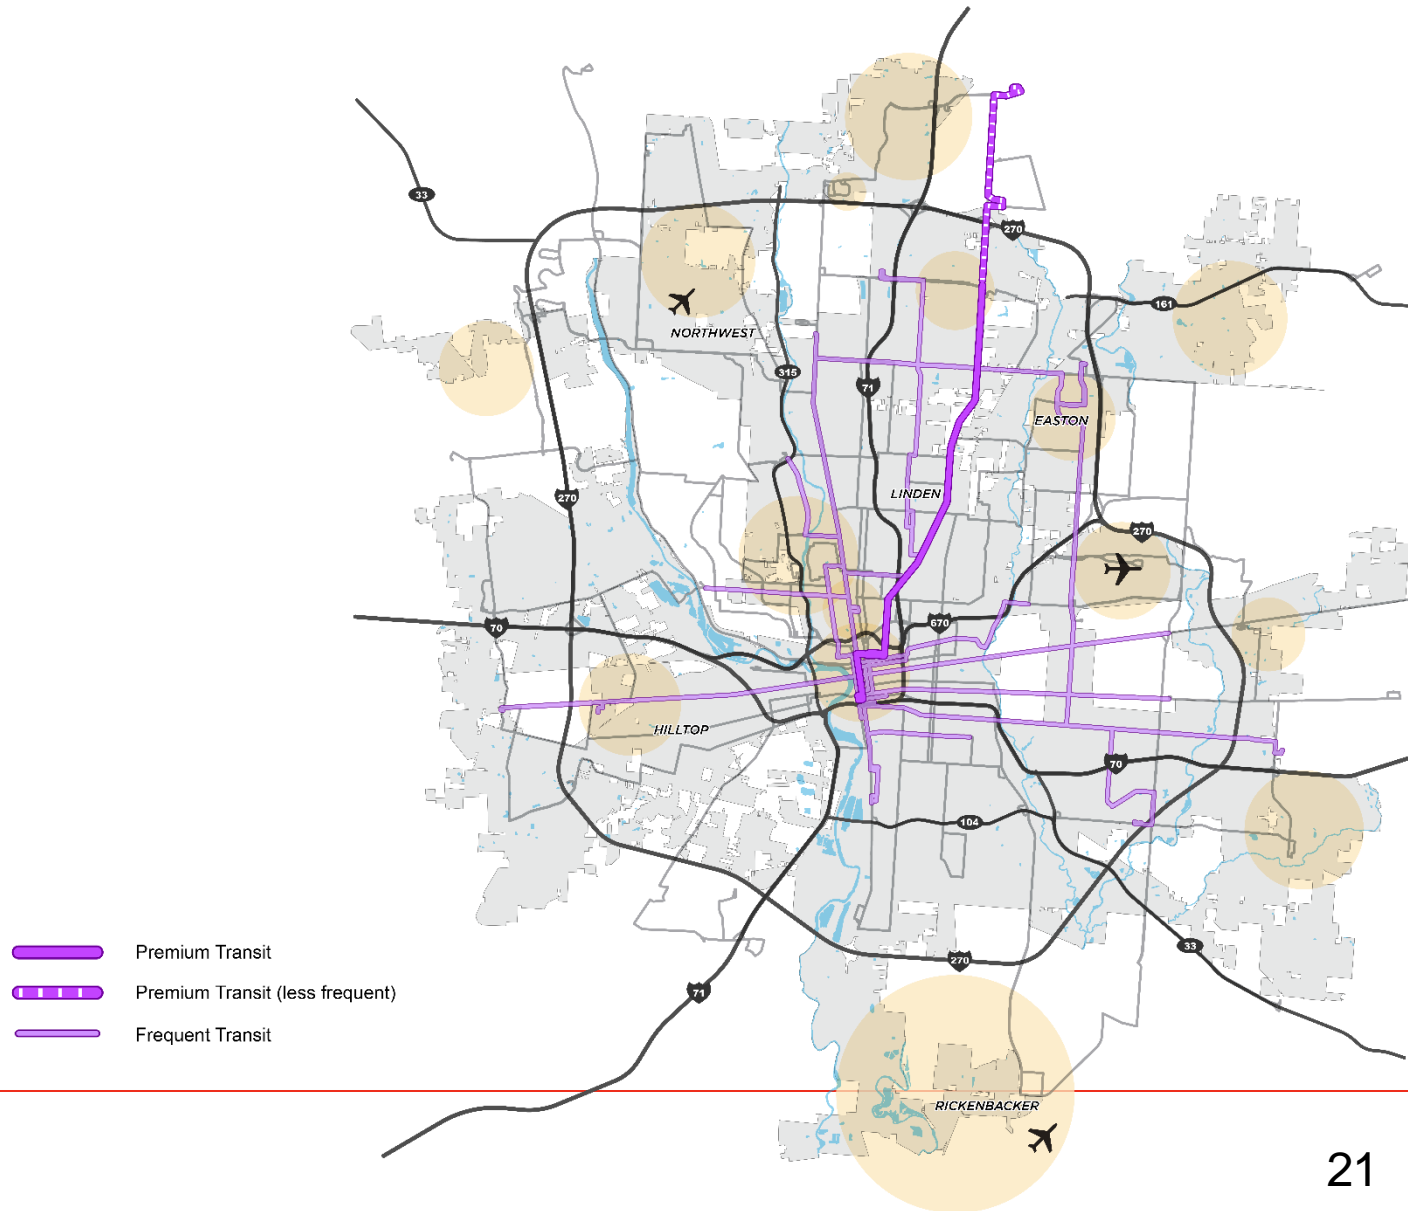 33
270
161
NORTHWEST
315
71
EASTON
LINDEN
270
270
70
670
HILLTOP
70
104
33
270
71
Premium Transit
Premium Transit (less frequent)
Frequent Transit
RICKENBACKER
21